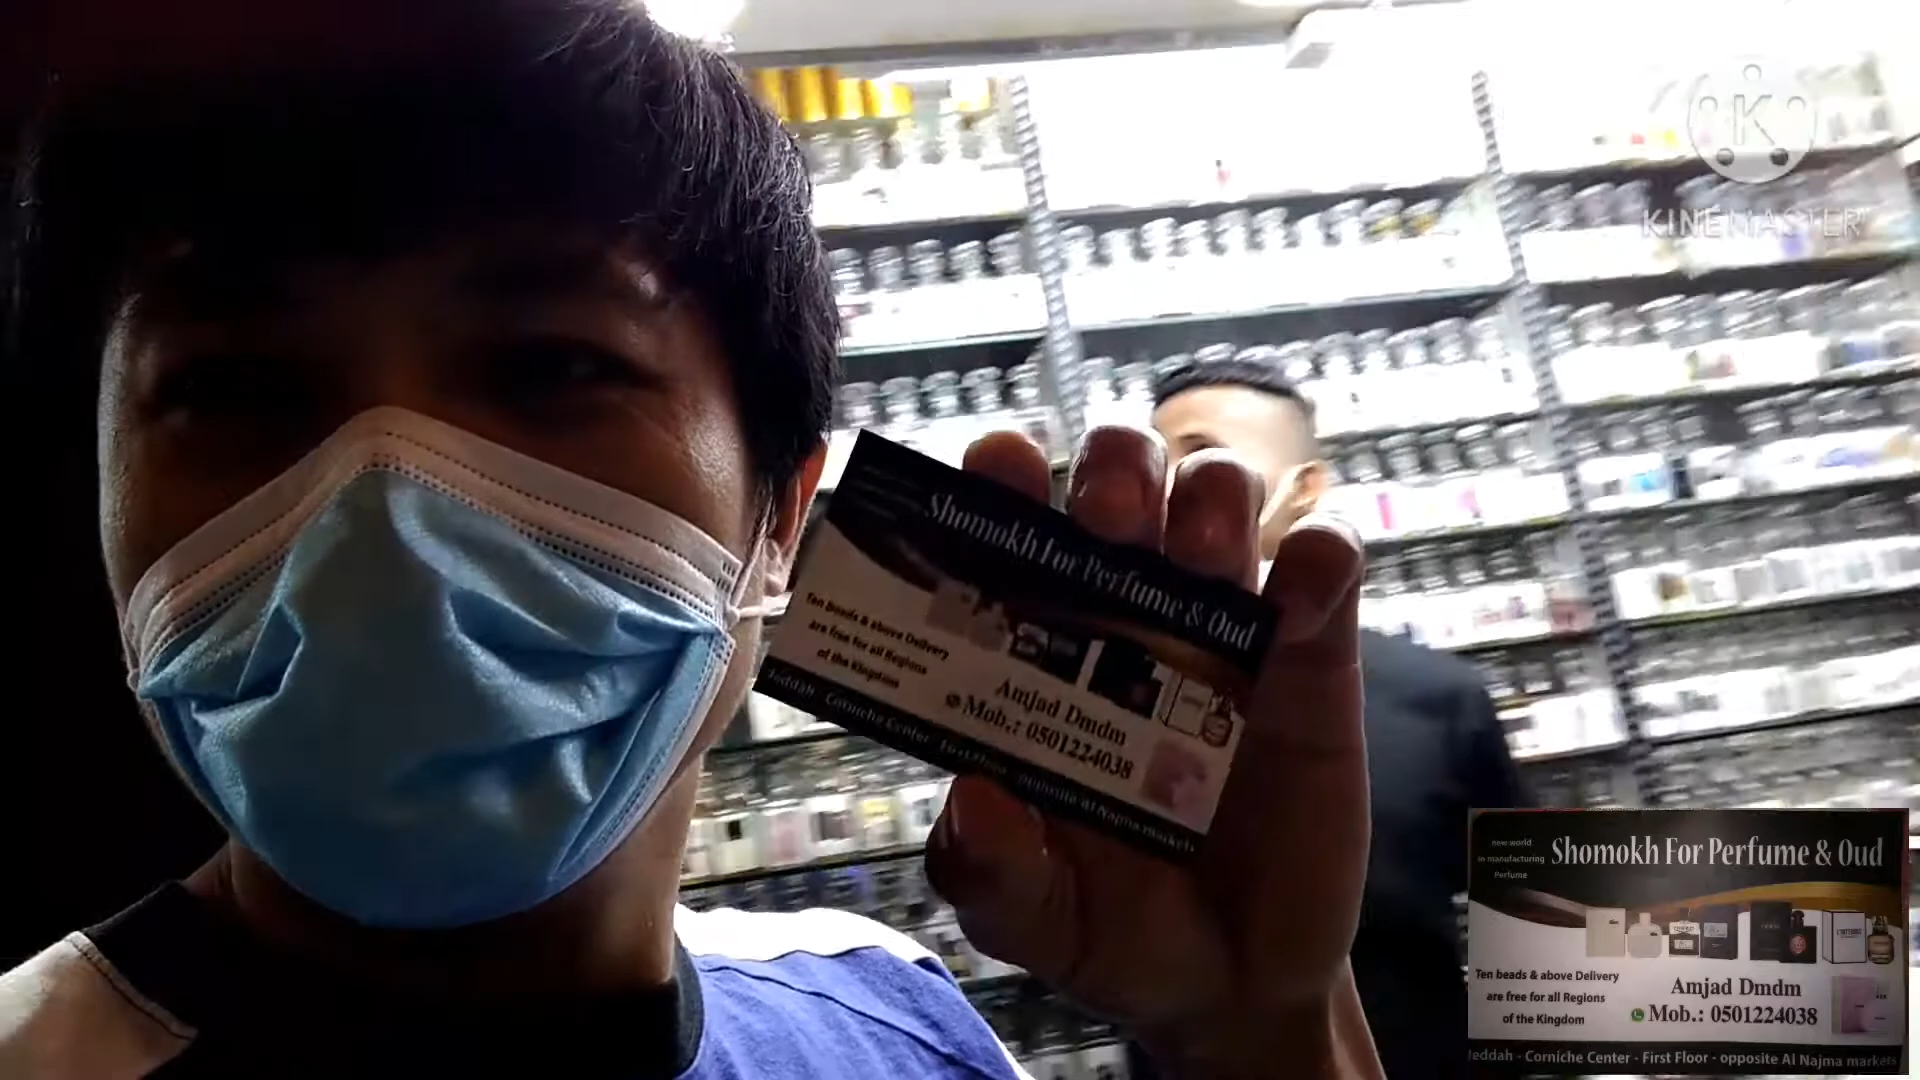 K
KINEMASTER
Shomokh For Perfume & Oud
Ten beads & above Delivery
are free for all Regions
of the Kingdom
Amjad Dmdm
Mob.: 0501224038
Jeddah - Corniche Center - First Floor - opposite Al Najma markets
new world
in manufacturing
Perfume
Shomokh For Perfume & Oud
Ten beads & above Delivery
are free for all Regions
of the Kingdom
Amjad Dmdm
Mob.: 0501224038
Jeddah - Corniche Center - First Floor - opposite Al Najma markets